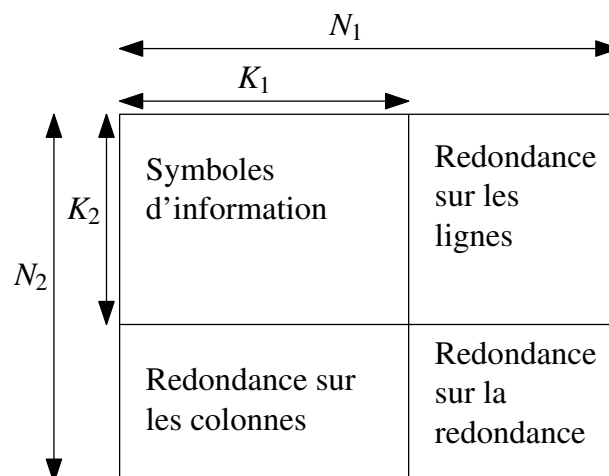 N1
K1
Symboles
d'information
Redondance
sur les
lignes
K2
N2
Redondance sur
les colonnes
Redondance
sur la
redondance